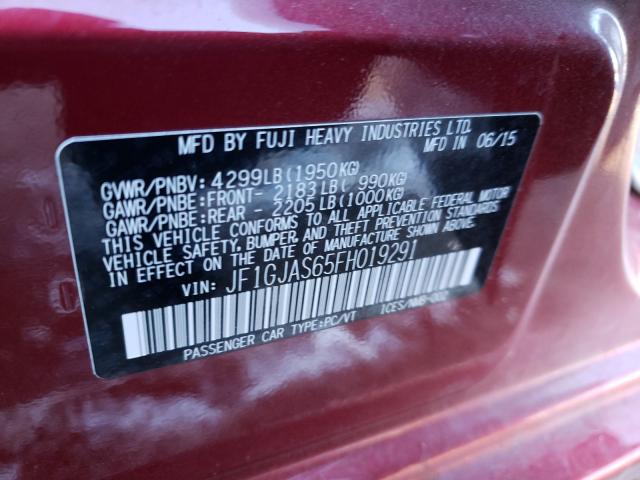 MFD BY FUJI HEAVY INDUSTRIES LTD.
MFD IN 06/15
GVWR/PNBV: 4299LB(1950KG)
GAWR/PNBE:FRONT- 2183LB( 990KG)
GAWR/PNBE:REAR - 2205LB(1000KG)
THIS VEHICLE CONFORMS TO ALL APPLICABLE FEDERAL MOTOR
VEHICLE SAFETY, BUMPER, AND THEFT PREVENTION STANDARDS
IN EFFECT ON THE DATE OF MANUFACTURE SHOWN ABOVE.
VIN: JF1GJAS65FH019291
PASSENGER CAR TYPE:PC/VT ICES/NMB-002